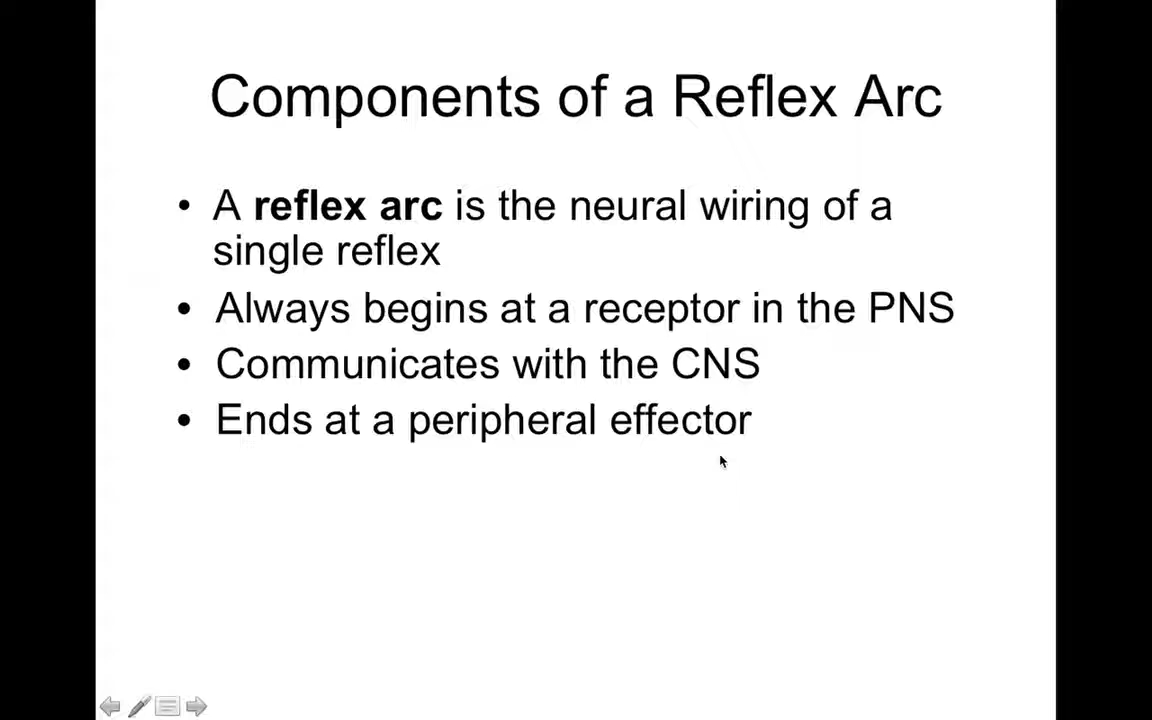 Components of a Reflex Arc
• A reflex arc is the neural wiring of a
single reflex
• Always begins at a receptor in the PNS
• Communicates with the CNS
• Ends at a peripheral effector